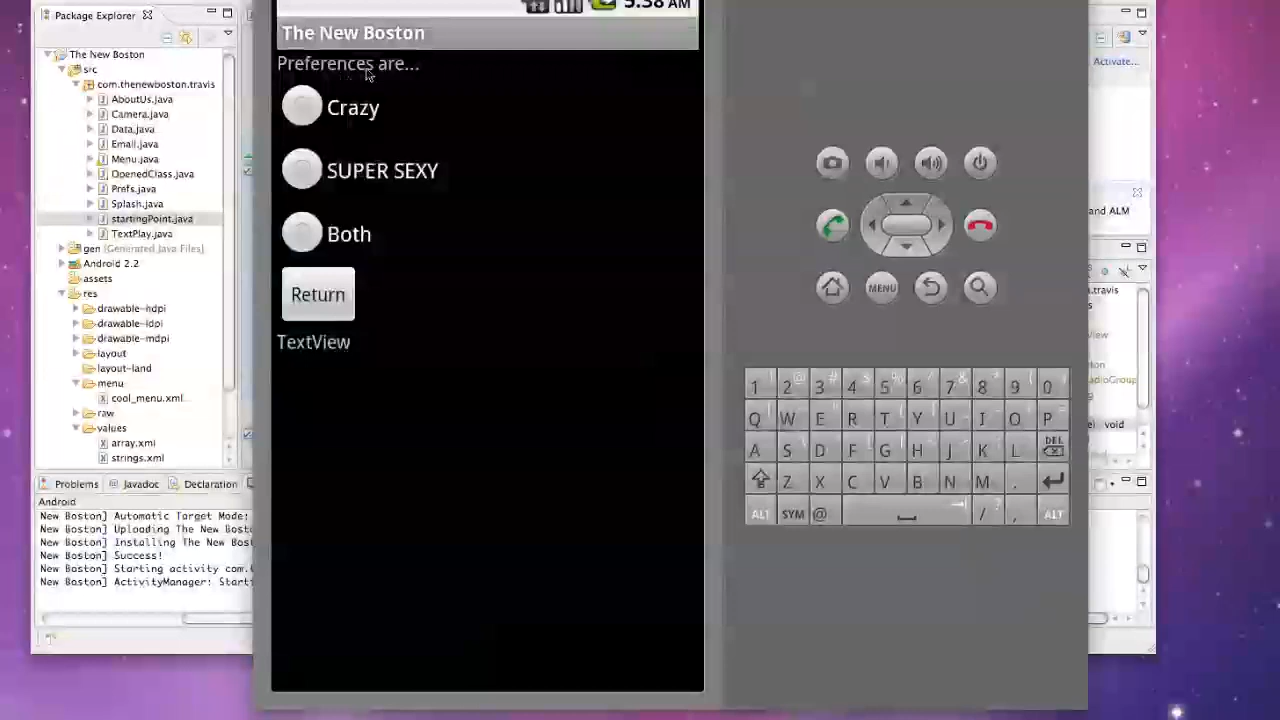 Package Explorer
The New Boston
src
com.thenewboston.travis
AboutUs.java
Camera.java
Data.java
Email.java
Menu.java
OpenedClass.java
Prefs.java
Splash.java
startingPoint.java
TextPlay.java
gen [Generated Java Files]
Android 2.2
assets
res
drawable-hdpi
drawable-ldpi
drawable-mdpi
layout
layout-land
menu
cool_menu.xml
raw
values
array.xml
strings.xml
Problems Javadoc Declaration
Android
New Boston] Automatic Target Mode:
New Boston] Uploading The New
New Boston] Installing The New
New Boston] Success!
New Boston] Starting activity com.
New Boston] ActivityManager:
5:38 AM
The New Boston
Preferences are...
Crazy
SUPER SEXY
Both
Return
TextView
MENU
1 2 3 4 5 6 7 8 9 0
@ # $ % ^ & * ( )
Q W E R T Y U I O P
A S D F G H J K L DEL
Z X C V B N M .
ALT SYM @ / ? , ALT
Activate...
and ALM
.travis
void